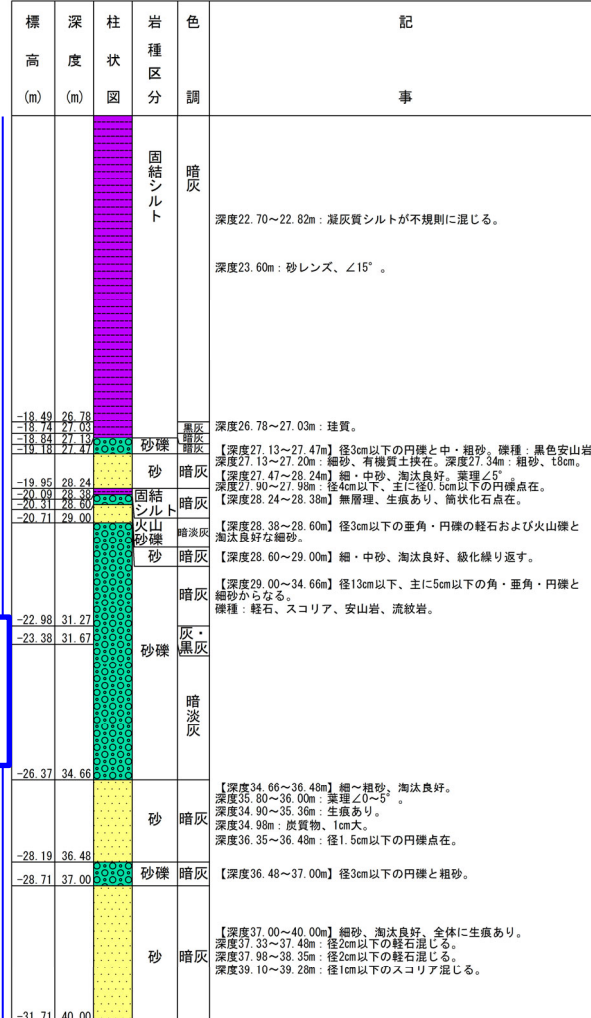 標高(m)
深度(m)
柱状図
岩種区分
色調
記事
固結シルト
暗灰
深度22.70～22.82m：凝灰質シルトが不規則に混じる。
深度23.60m：砂レンズ、∠15°。
-18.49 26.78
-18.74 27.03
黒灰
深度26.78～27.03m：珪質。
-18.84 27.13
暗灰
-19.18 27.47
砂礫
暗灰
【深度27.13～27.47m】径3cm以下の円礫と中・粗砂。礫種：黒色安山岩
深度27.13～27.20m：細砂、有機質土挟在。深度27.34m：粗砂、t8cm。
砂
暗灰
【深度27.47～28.24m】細・中砂、淘汰良好。葉理∠5°。
深度27.90～27.98m：径4cm以下、主に径0.5cm以下の円礫点在。
-19.95 28.24
-20.09 28.38
固結シルト
暗灰
【深度28.24～28.38m】無層理、生痕あり、筒状化石点在。
-20.31 28.60
-20.71 29.00
火山砂礫
暗淡灰
【深度28.38～28.60m】径3cm以下の亜角・円礫の軽石および火山礫と
淘汰良好な細砂。
砂
暗灰
【深度28.60～29.00m】細・中砂、淘汰良好、級化繰り返す。
暗灰
【深度29.00～34.66m】径13cm以下、主に5cm以下の角・亜角・円礫と
細砂からなる。
礫種：軽石、スコリア、安山岩、流紋岩。
-22.98 31.27
灰・黒灰
-23.38 31.67
砂礫
暗淡灰
-26.37 34.66
【深度34.66～36.48m】細～粗砂、淘汰良好。
深度35.80～36.00m：葉理∠0～5°。
深度34.90～35.36m：生痕あり。
砂
暗灰
深度34.98m：炭質物、1cm大。
深度36.35～36.48m：径1.5cm以下の円礫点在。
-28.19 36.48
砂礫
暗灰
【深度36.48～37.00m】径3cm以下の円礫と粗砂。
-28.71 37.00
【深度37.00～40.00m】細砂、淘汰良好、全体に生痕あり。
深度37.33～37.48m：径2cm以下の軽石混じる。
砂
暗灰
深度37.98～38.35m：径2cm以下の軽石混じる。
深度39.10～39.28m：径1cm以下のスコリア混じる。
-31.71 40.00